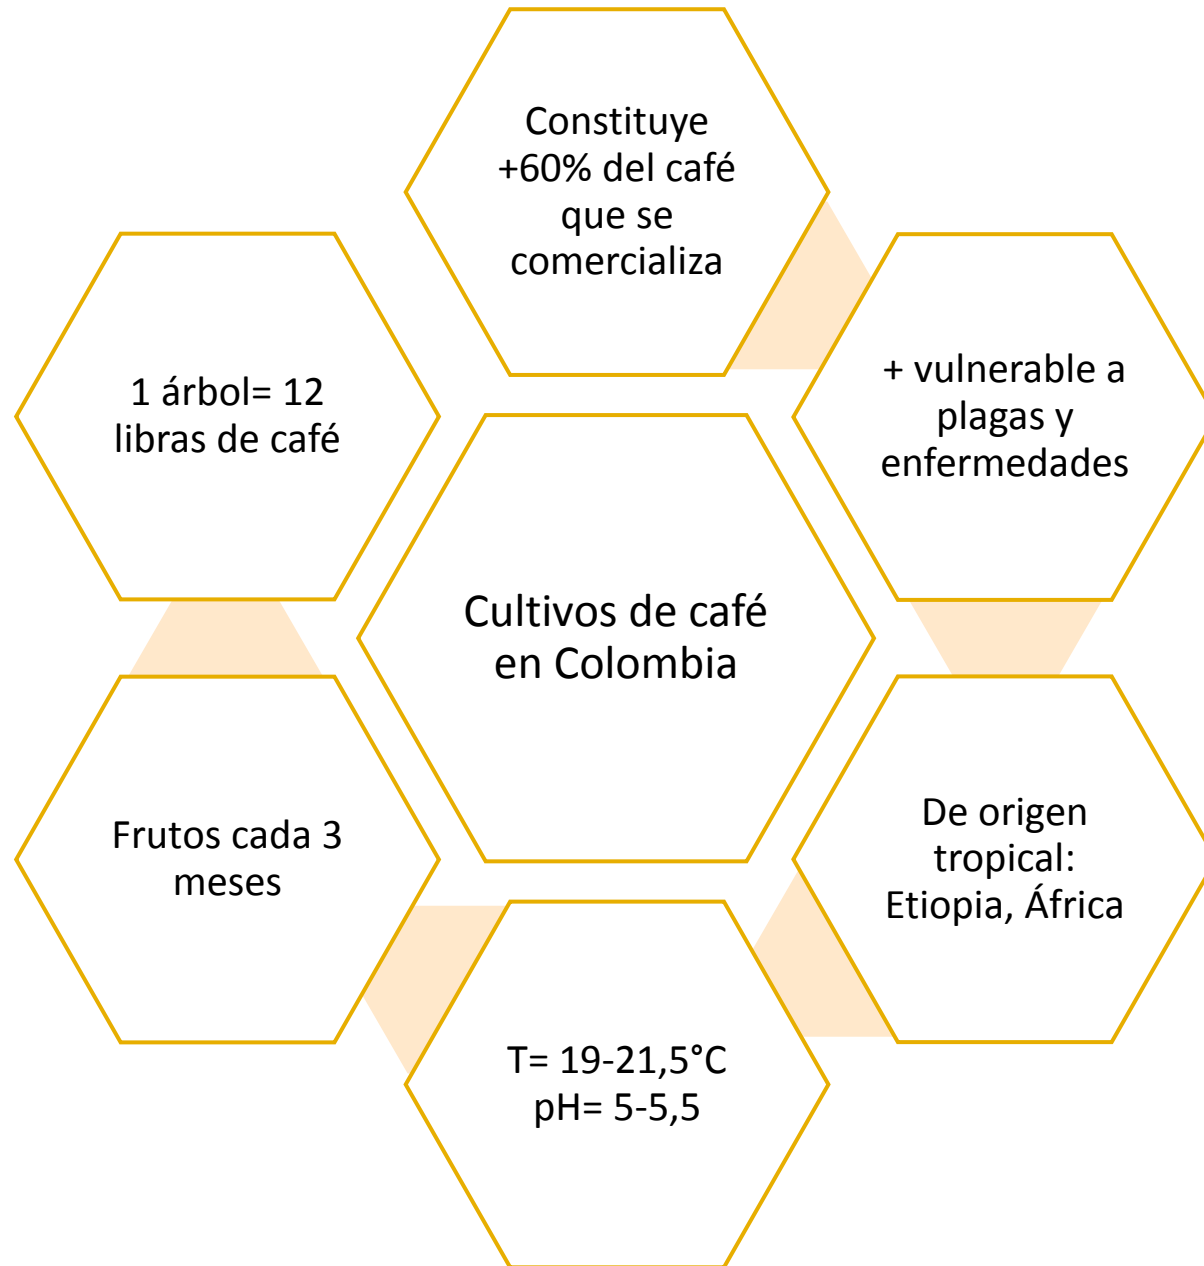 Constituye
+60% del café
que se
comercializa
+ vulnerable a
plagas y
enfermedades
De origen
tropical:
Etiopia, África
T= 19-21,5°C
pH= 5-5,5
Frutos cada 3
meses
1 árbol= 12
libras de café
Cultivos de café
en Colombia